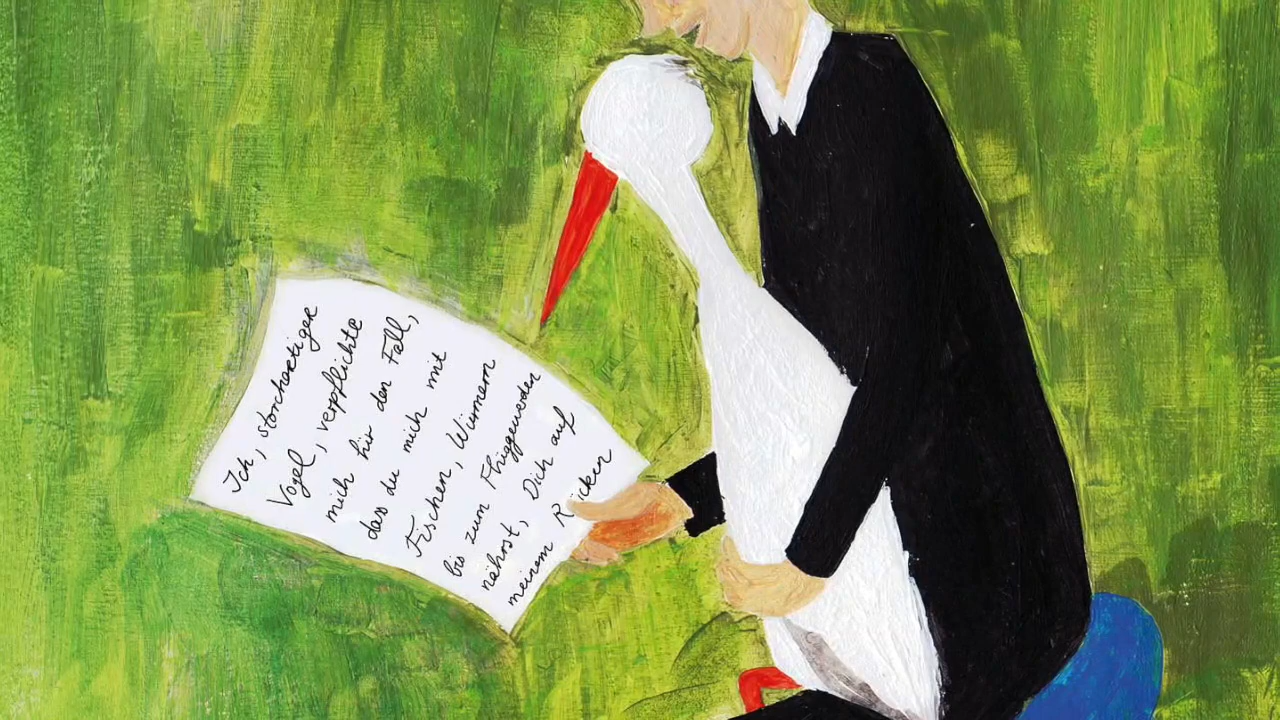 Ich, storchartiger
Vogel, verpflichte
mich für den Fall,
dass du mich mit
Fischen, Würmern
bis zum Flüggewerden
nährst, Dich auf
meinem Rücken